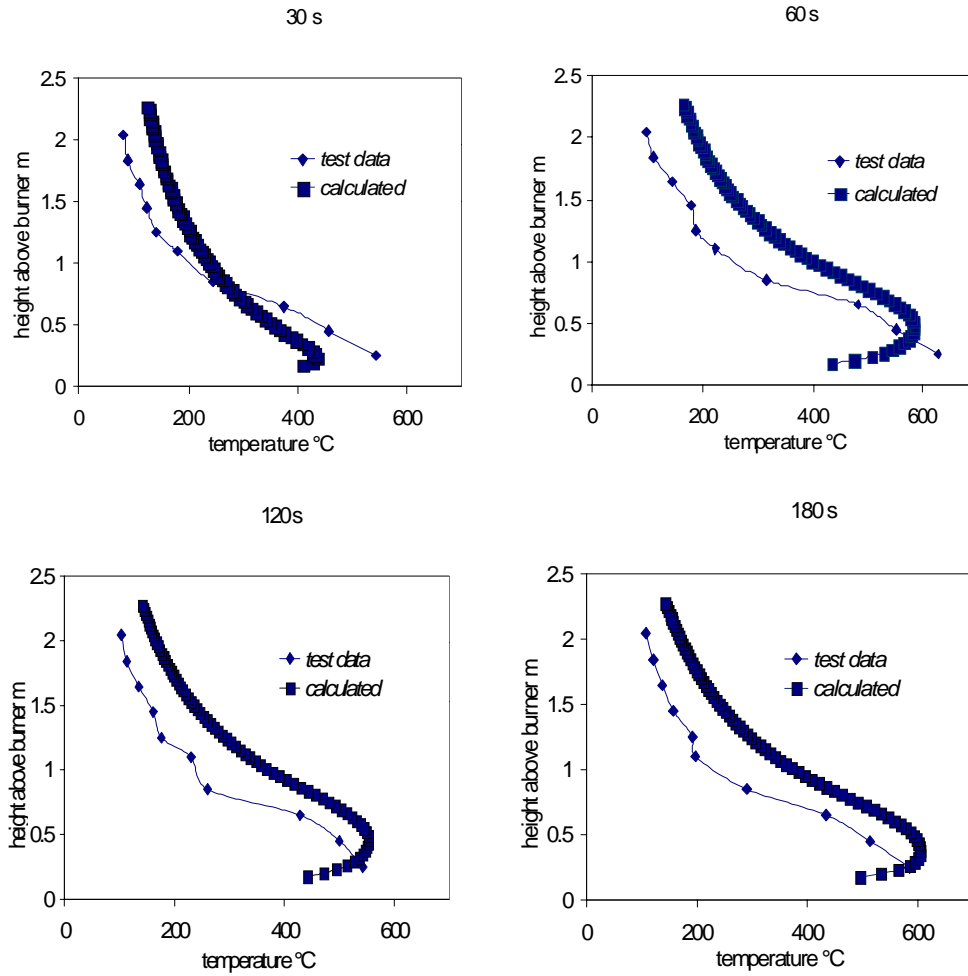 30 s
2.5
2
1.5
1
0.5
0
0 200 400 600
height above burner m
temperature °C
test data
calculated
60 s
2.5
2
1.5
1
0.5
0
0 200 400 600
height above burner m
temperature °C
test data
calculated
120 s
2.5
2
1.5
1
0.5
0
0 200 400 600
height above burner m
temperature °C
test data
calculated
180 s
2.5
2
1.5
1
0.5
0
0 200 400 600
height above burner m
temperature °C
test data
calculated